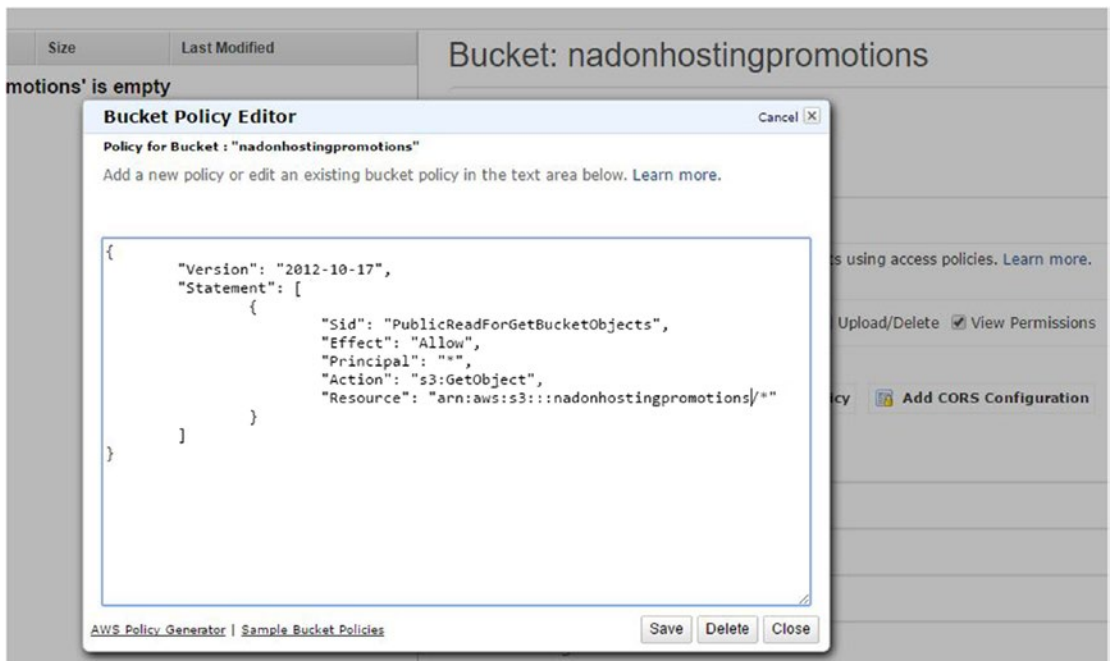 Size Last Modified
Bucket: nadonhostingpromotions
motions' is empty
Bucket Policy Editor
Cancel
Policy for Bucket : "nadonhostingpromotions"
Add a new policy or edit an existing bucket policy in the text area below. Learn more.
{
"Version": "2012-10-17",
"Statement": [
{
"Sid": "PublicReadForGetBucketObjects",
"Effect": "Allow",
"Principal": "*",
"Action": "s3:GetObject",
"Resource": "arn:aws:s3:::nadonhostingpromotions/*"
}
]
}
s using access policies. Learn more.
Upload/Delete View Permissions
cy Add CORS Configuration
AWS Policy Generator | Sample Bucket Policies
Save Delete Close